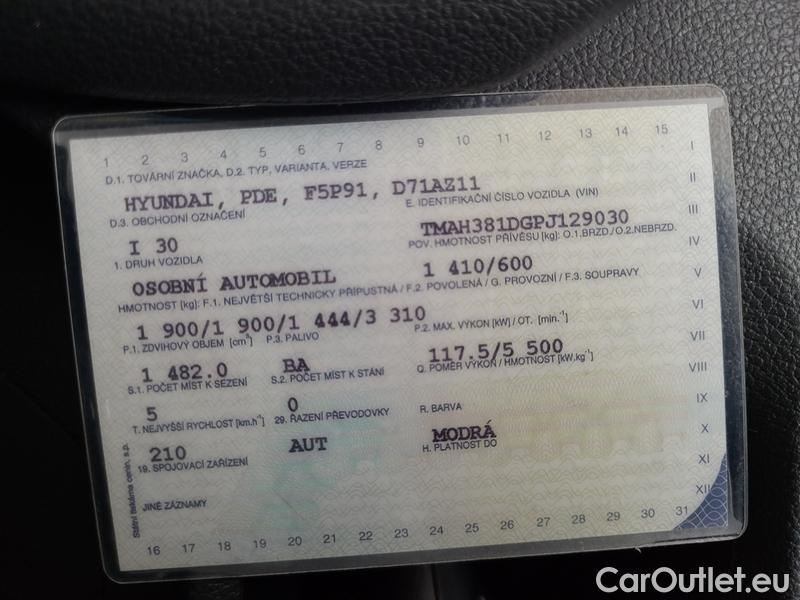 1 2 3 4 5 6 7 8 9 10 11 12 13 14 15
D.1. TOVÁRNÍ ZNAČKA, D.2. TYP, VARIANTA, VERZE
HYUNDAI, PDE, F5P91, D71AZ11
D.3. OBCHODNÍ OZNAČENÍ
E. IDENTIFIKAČNÍ ČÍSLO VOZIDLA (VIN)
I 30
TMAH381DGPJ129030
1. DRUH VOZIDLA
POV. HMOTNOST PŘÍVĚSU [kg]: O.1.BRZD./O.2.NEBRZD.
OSOBNÍ AUTOMOBIL
1 410/600
HMOTNOST [kg]: F.1. NEJVĚTŠÍ TECHNICKY PŘÍPUSTNÁ / F.2. POVOLENÁ / G. PROVOZNÍ / F.3. SOUPRAVY
1 900/1 900/1 444/3 310
P.1. ZDVIHOVÝ OBJEM [cm³]
P.3. PALIVO
P.2. MAX. VÝKON [kW] / OT. [min.⁻¹]
1 482.0
BA
117.5/5 500
S.1. POČET MÍST K SEZENÍ
S.2. POČET MÍST K STÁNÍ
Q. POMĚR VÝKON / HMOTNOST [kW.kg⁻¹]
5
0
T. NEJVYŠŠÍ RYCHLOST [km.h⁻¹]
29. ŘAZENÍ PŘEVODOVKY
R. BARVA
210
AUT
MODRÁ
19. SPOJOVACÍ ZAŘÍZENÍ
H. PLATNOST DO
JINÉ ZÁZNAMY
Státní tiskárna cenin, s.p.
I
II
III
IV
V
VI
VII
VIII
IX
X
XI
XII
16 17 18 19 20 21 22 23 24 25 26 27 28 29 30 31
CarOutlet.eu